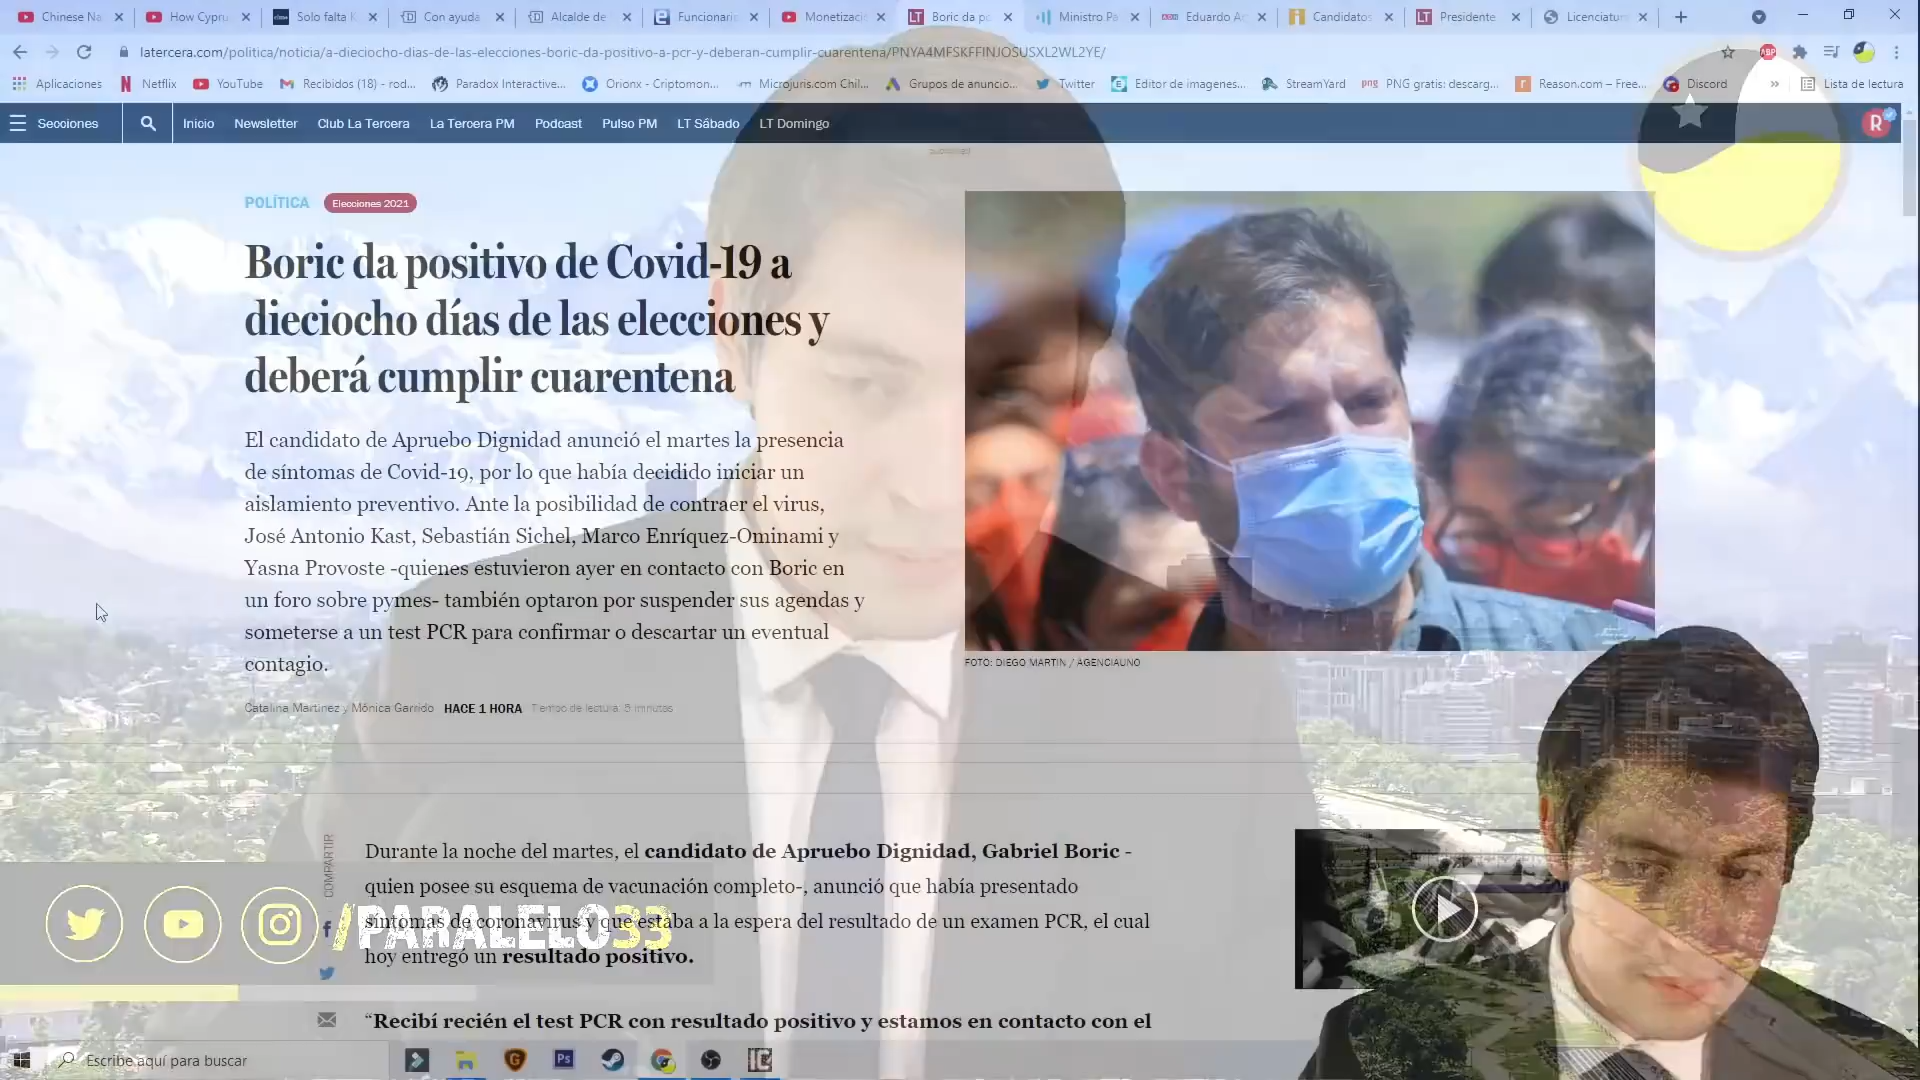 Chinese Na
How Cypru
Solo falta K
Con ayuda
Alcalde de
Funcionari
Monetizaci
Boric da po
Ministro Pa
Eduardo Ar
Candidatos
Presidente
Licenciatur
latercera.com/politica/noticia/a-dieciocho-dias-de-las-elecciones-boric-da-positivo-a-pcr-y-deberan-cumplir-cuarentena/PNYA4MFSKFFINJOSUSXL2WL2YE/
Aplicaciones
Netflix
YouTube
Recibidos (18) - rod...
Paradox Interactive...
Orionx - Criptomon...
Microjuris.com Chil...
Grupos de anuncio...
Twitter
Editor de imagenes...
StreamYard
PNG gratis: descarg...
Reason.com – Free...
Discord
»
Lista de lectura
Secciones
Inicio
Newsletter
Club La Tercera
La Tercera PM
Podcast
Pulso PM
LT Sábado
LT Domingo
R
POLÍTICA
Elecciones 2021
Boric da positivo de Covid-19 a
dieciocho días de las elecciones y
deberá cumplir cuarentena
El candidato de Apruebo Dignidad anunció el martes la presencia
de síntomas de Covid-19, por lo que había decidido iniciar un
aislamiento preventivo. Ante la posibilidad de contraer el virus,
José Antonio Kast, Sebastián Sichel, Marco Enríquez-Ominami y
Yasna Provoste -quienes estuvieron ayer en contacto con Boric en
un foro sobre pymes- también optaron por suspender sus agendas y
someterse a un test PCR para confirmar o descartar un eventual
contagio.
FOTO: DIEGO MARTIN / AGENCIAUNO
Catalina Martínez y Mónica Garrido HACE 1 HORA Tiempo de lectura: 5 minutos
COMPARTIR
Durante la noche del martes, el candidato de Apruebo Dignidad, Gabriel Boric -
quien posee su esquema de vacunación completo-, anunció que había presentado
síntomas de coronavirus y que estaba a la espera del resultado de un examen PCR, el cual
hoy entregó un resultado positivo.
/PARALELO33
“Recibí recién el test PCR con resultado positivo y estamos en contacto con el
Escribe aquí para buscar